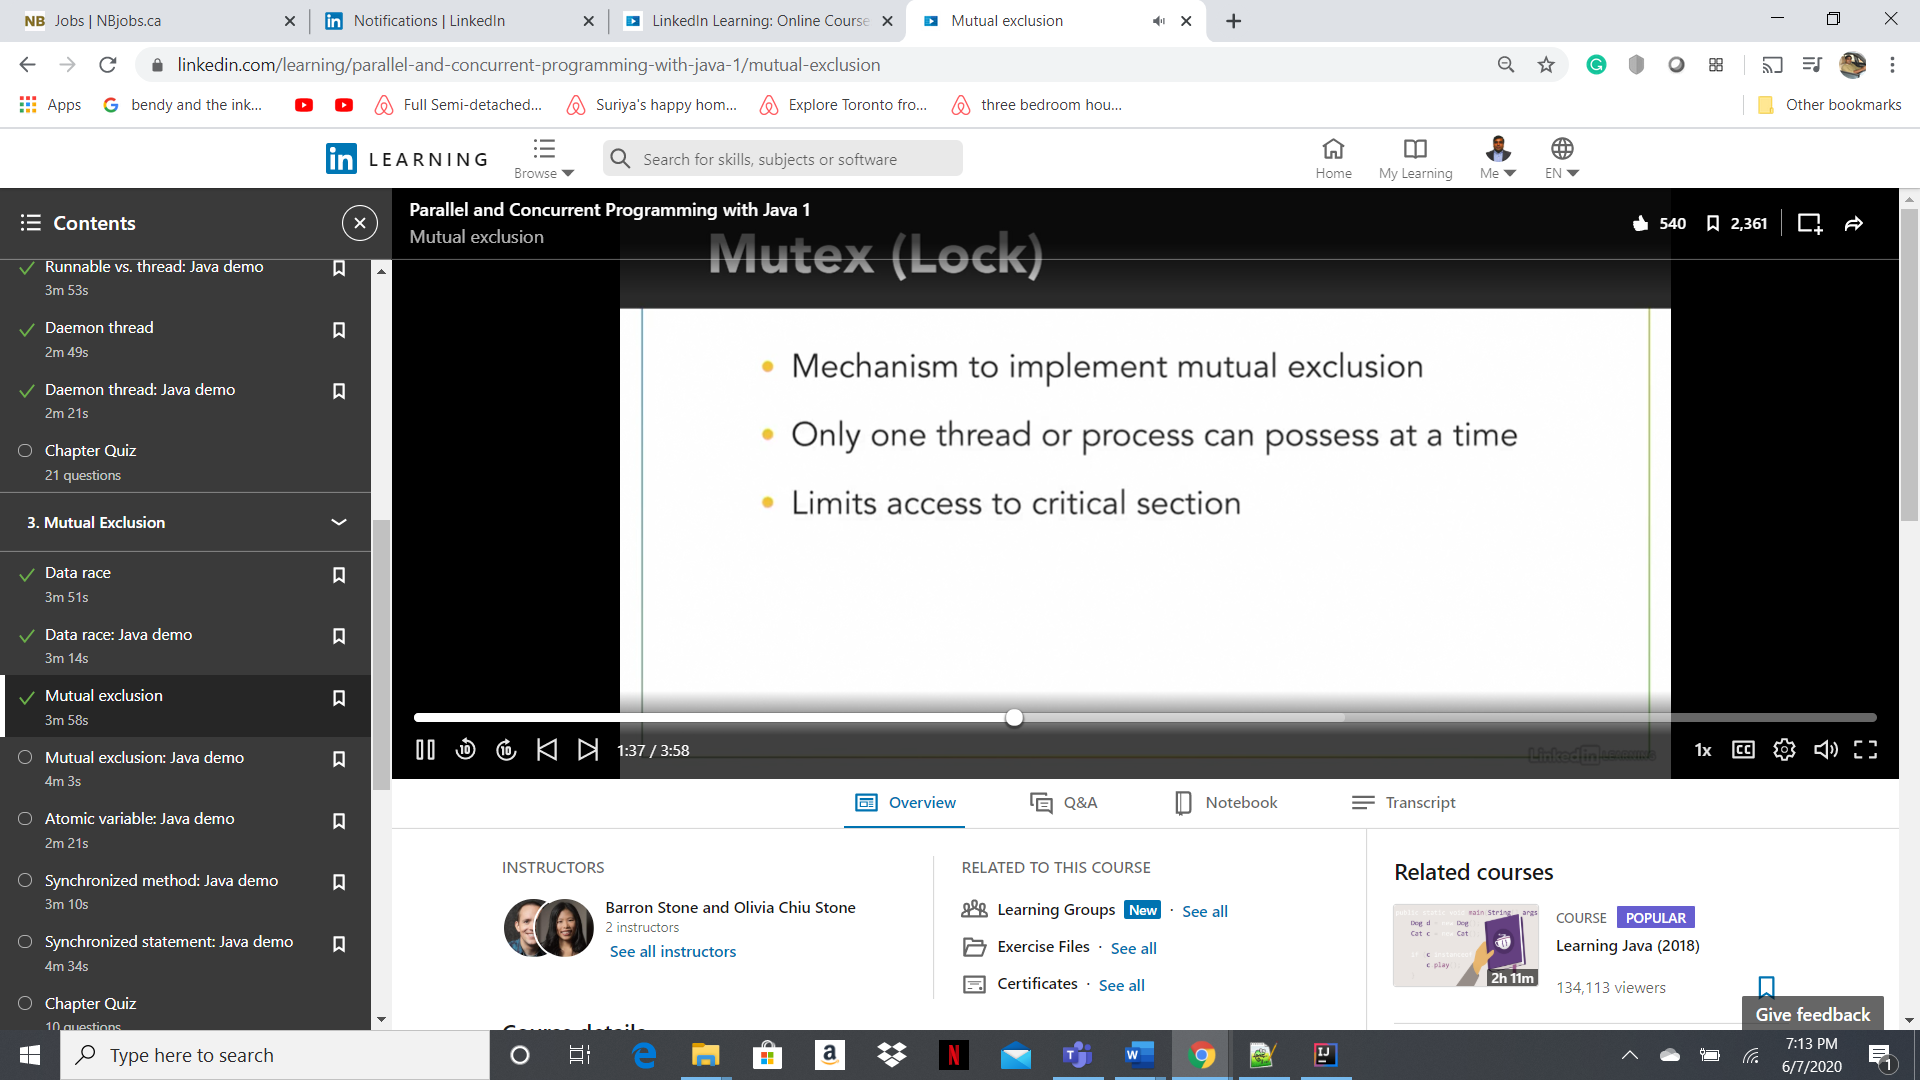 NB Jobs | NBjobs.ca
Notifications | LinkedIn
LinkedIn Learning: Online Course
Mutual exclusion
linkedin.com/learning/parallel-and-concurrent-programming-with-java-1/mutual-exclusion
Apps
bendy and the ink...
Full Semi-detached...
Suriya's happy hom...
Explore Toronto fro...
three bedroom hou...
Other bookmarks
in LEARNING
Browse
Search for skills, subjects or software
Home
My Learning
Me
EN
Contents
Runnable vs. thread: Java demo
3m 53s
Daemon thread
2m 49s
Daemon thread: Java demo
2m 21s
Chapter Quiz
21 questions
3. Mutual Exclusion
Data race
3m 51s
Data race: Java demo
3m 14s
Mutual exclusion
3m 58s
Mutual exclusion: Java demo
4m 3s
Atomic variable: Java demo
2m 21s
Synchronized method: Java demo
3m 10s
Synchronized statement: Java demo
4m 34s
Chapter Quiz
10 questions
Parallel and Concurrent Programming with Java 1
Mutual exclusion
540
2,361
Mutex (Lock)
Mechanism to implement mutual exclusion
Only one thread or process can possess at a time
Limits access to critical section
10
10
1:37 / 3:58
Linked in LEARNING
1x
CC
Overview
Q&A
Notebook
Transcript
INSTRUCTORS
Barron Stone and Olivia Chiu Stone
2 instructors
See all instructors
RELATED TO THIS COURSE
Learning Groups New · See all
Exercise Files · See all
Certificates · See all
Related courses
2h 11m
COURSE POPULAR
Learning Java (2018)
134,113 viewers
Give feedback
Course details
Type here to search
7:13 PM
6/7/2020
1